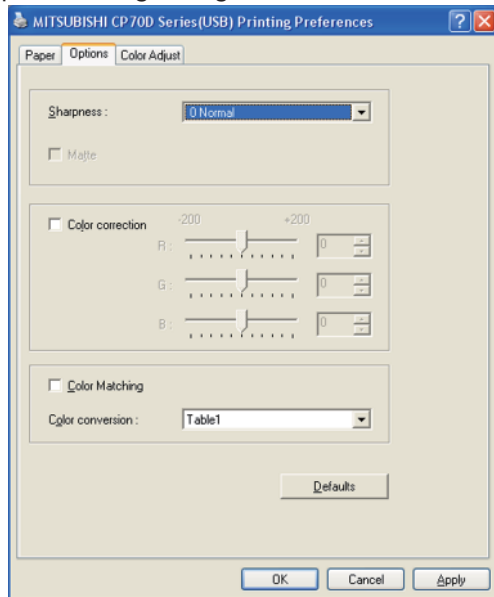 MITSUBISHI CP70D Series(USB) Printing Preferences
Paper Options Color Adjust
Sharpness : 0 Normal
Matte
Color correction -200 +200
R : 0
G : 0
B : 0
Color Matching
Color conversion : Table1
Defaults
OK Cancel Apply